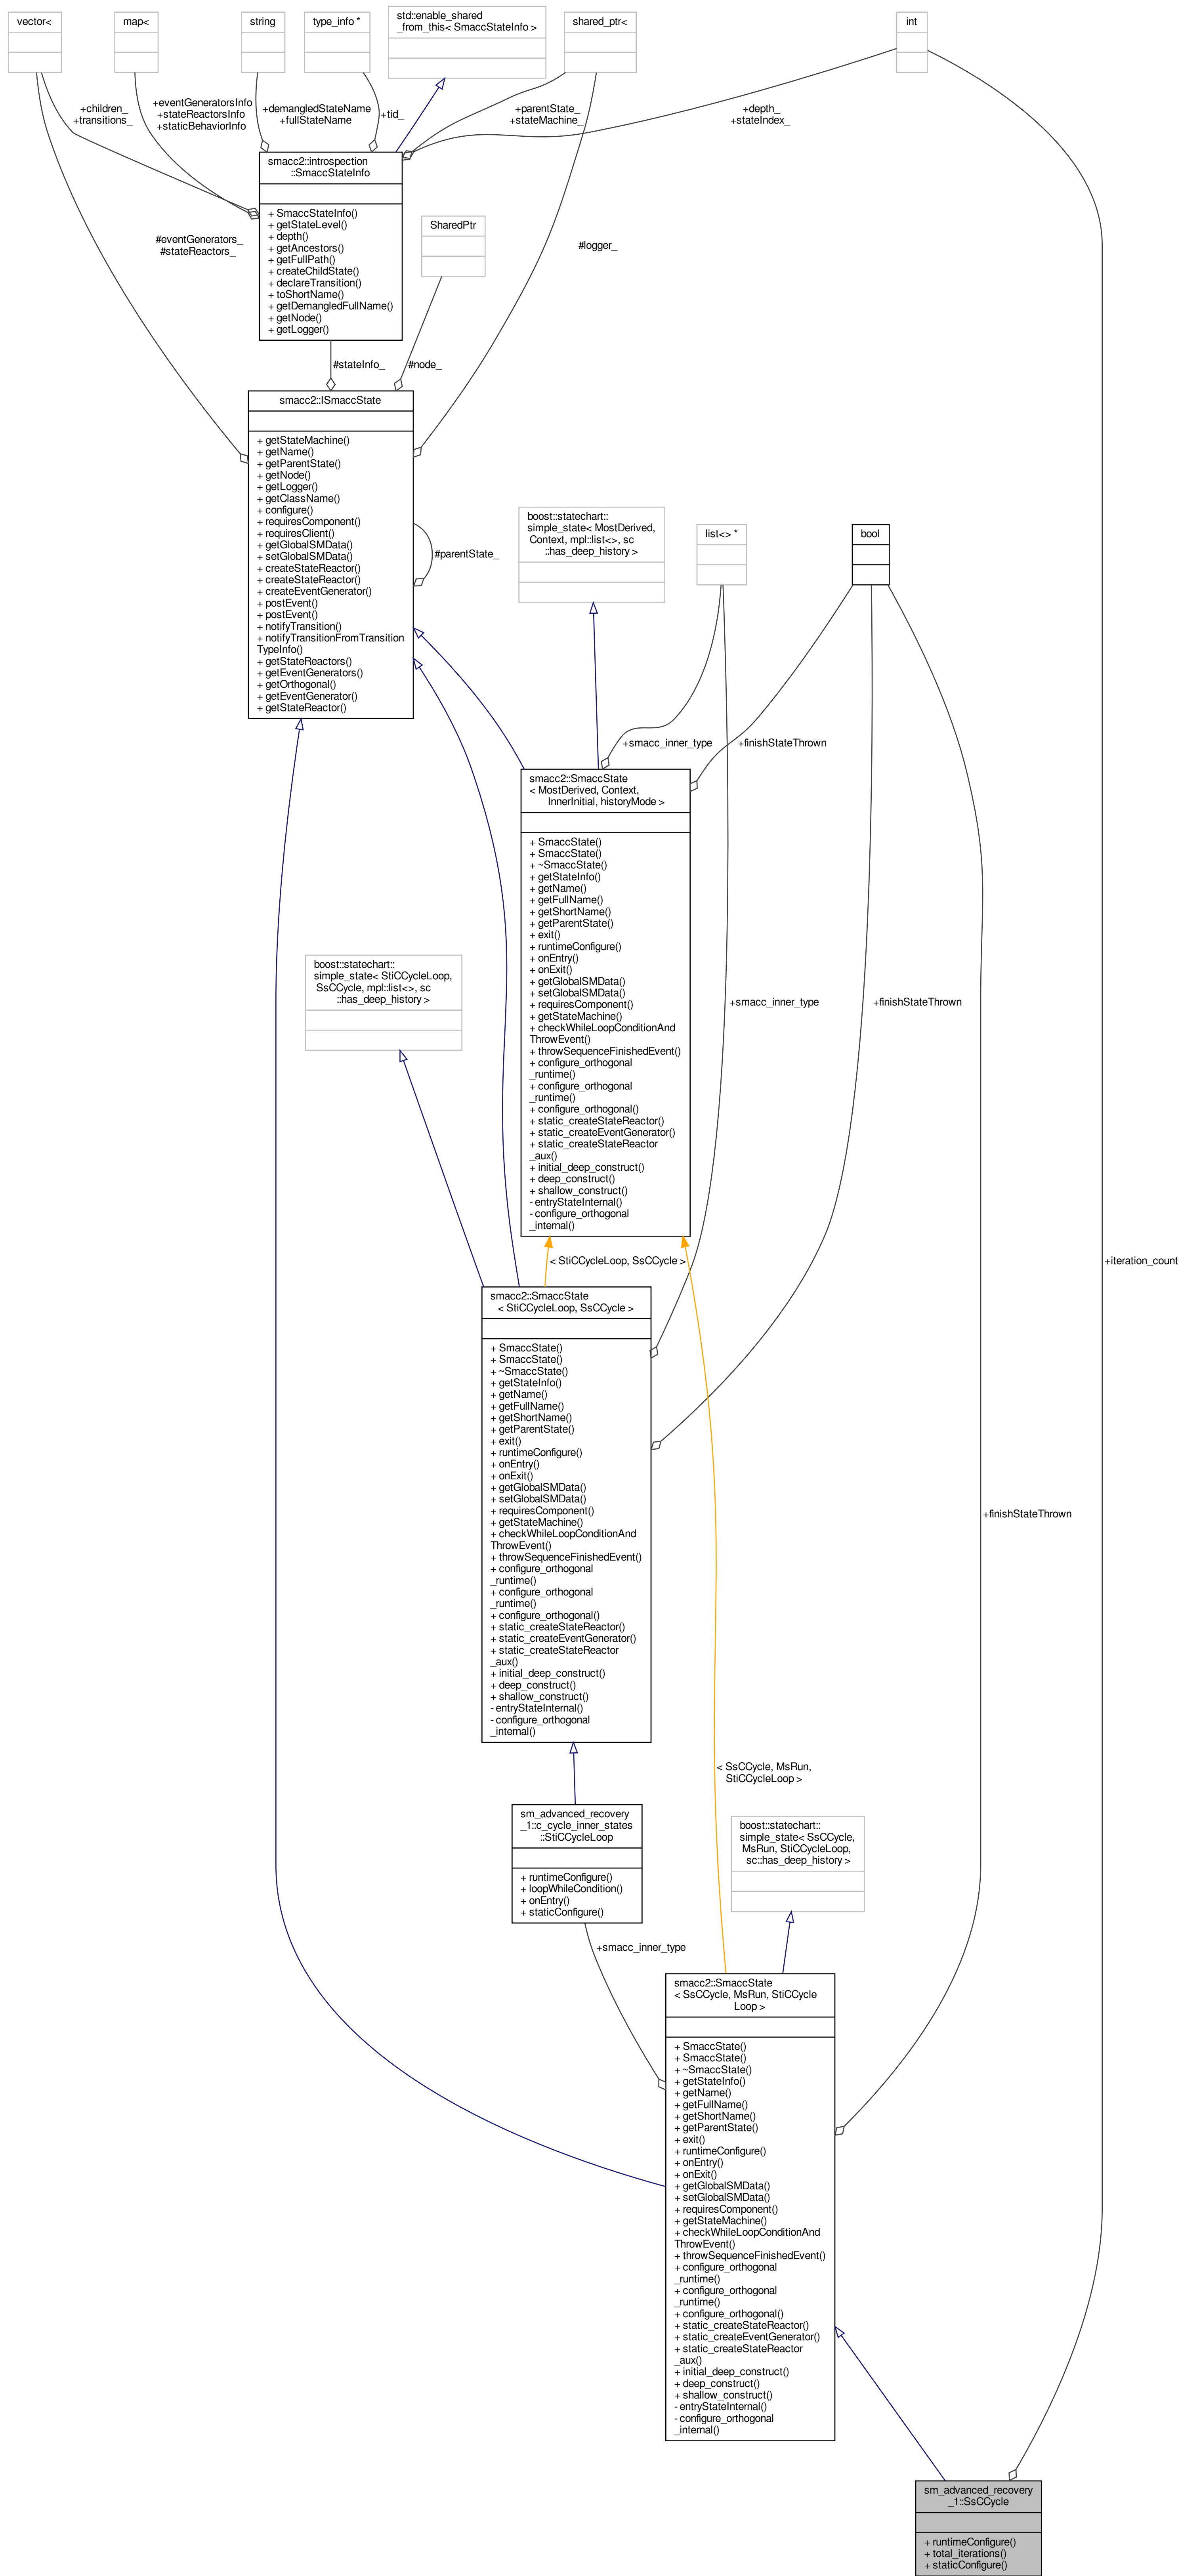 vector<
map<
string
type_info *
std::enable_shared
_from_this< SmaccStateInfo >
shared_ptr<
int
+children_
+transitions_
+eventGeneratorsInfo
+stateReactorsInfo
+staticBehaviorInfo
+demangledStateName
+fullStateName
+tid_
+parentState_
+stateMachine_
+depth_
+stateIndex_
smacc2::introspection
::SmaccStateInfo
+ SmaccStateInfo()
+ getStateLevel()
+ depth()
+ getAncestors()
+ getFullPath()
+ createChildState()
+ declareTransition()
+ toShortName()
+ getDemangledFullName()
+ getNode()
+ getLogger()
SharedPtr
#eventGenerators_
#stateReactors_
#logger_
#stateInfo_
#node_
smacc2::ISmaccState
+ getStateMachine()
+ getName()
+ getParentState()
+ getNode()
+ getLogger()
+ getClassName()
+ configure()
+ requiresComponent()
+ requiresClient()
+ getGlobalSMData()
+ setGlobalSMData()
+ createStateReactor()
+ createStateReactor()
+ createEventGenerator()
+ postEvent()
+ postEvent()
+ notifyTransition()
+ notifyTransitionFromTransition
TypeInfo()
+ getStateReactors()
+ getEventGenerators()
+ getOrthogonal()
+ getEventGenerator()
+ getStateReactor()
#parentState_
boost::statechart::
simple_state< MostDerived,
Context, mpl::list<>, sc
::has_deep_history >
list<> *
bool
+smacc_inner_type
+finishStateThrown
smacc2::SmaccState
< MostDerived, Context,
InnerInitial, historyMode >
+ SmaccState()
+ SmaccState()
+ ~SmaccState()
+ getStateInfo()
+ getName()
+ getFullName()
+ getShortName()
+ getParentState()
+ exit()
+ runtimeConfigure()
+ onEntry()
+ onExit()
+ getGlobalSMData()
+ setGlobalSMData()
+ requiresComponent()
+ getStateMachine()
+ checkWhileLoopConditionAnd
ThrowEvent()
+ throwSequenceFinishedEvent()
+ configure_orthogonal
_runtime()
+ configure_orthogonal
_runtime()
+ configure_orthogonal()
+ static_createStateReactor()
+ static_createEventGenerator()
+ static_createStateReactor
_aux()
+ initial_deep_construct()
+ deep_construct()
+ shallow_construct()
- entryStateInternal()
- configure_orthogonal
_internal()
boost::statechart::
simple_state< StiCCycleLoop,
SsCCycle, mpl::list<>, sc
::has_deep_history >
+smacc_inner_type
+finishStateThrown
< StiCCycleLoop, SsCCycle >
+iteration_count
smacc2::SmaccState
< StiCCycleLoop, SsCCycle >
+ SmaccState()
+ SmaccState()
+ ~SmaccState()
+ getStateInfo()
+ getName()
+ getFullName()
+ getShortName()
+ getParentState()
+ exit()
+ runtimeConfigure()
+ onEntry()
+ onExit()
+ getGlobalSMData()
+ setGlobalSMData()
+ requiresComponent()
+ getStateMachine()
+ checkWhileLoopConditionAnd
ThrowEvent()
+ throwSequenceFinishedEvent()
+ configure_orthogonal
_runtime()
+ configure_orthogonal
_runtime()
+ configure_orthogonal()
+ static_createStateReactor()
+ static_createEventGenerator()
+ static_createStateReactor
_aux()
+ initial_deep_construct()
+ deep_construct()
+ shallow_construct()
- entryStateInternal()
- configure_orthogonal
_internal()
+finishStateThrown
< SsCCycle, MsRun,
StiCCycleLoop >
sm_advanced_recovery
_1::c_cycle_inner_states
::StiCCycleLoop
+ runtimeConfigure()
+ loopWhileCondition()
+ onEntry()
+ staticConfigure()
boost::statechart::
simple_state< SsCCycle,
MsRun, StiCCycleLoop,
sc::has_deep_history >
+smacc_inner_type
smacc2::SmaccState
< SsCCycle, MsRun, StiCCycle
Loop >
+ SmaccState()
+ SmaccState()
+ ~SmaccState()
+ getStateInfo()
+ getName()
+ getFullName()
+ getShortName()
+ getParentState()
+ exit()
+ runtimeConfigure()
+ onEntry()
+ onExit()
+ getGlobalSMData()
+ setGlobalSMData()
+ requiresComponent()
+ getStateMachine()
+ checkWhileLoopConditionAnd
ThrowEvent()
+ throwSequenceFinishedEvent()
+ configure_orthogonal
_runtime()
+ configure_orthogonal
_runtime()
+ configure_orthogonal()
+ static_createStateReactor()
+ static_createEventGenerator()
+ static_createStateReactor
_aux()
+ initial_deep_construct()
+ deep_construct()
+ shallow_construct()
- entryStateInternal()
- configure_orthogonal
_internal()
sm_advanced_recovery
_1::SsCCycle
+ runtimeConfigure()
+ total_iterations()
+ staticConfigure()